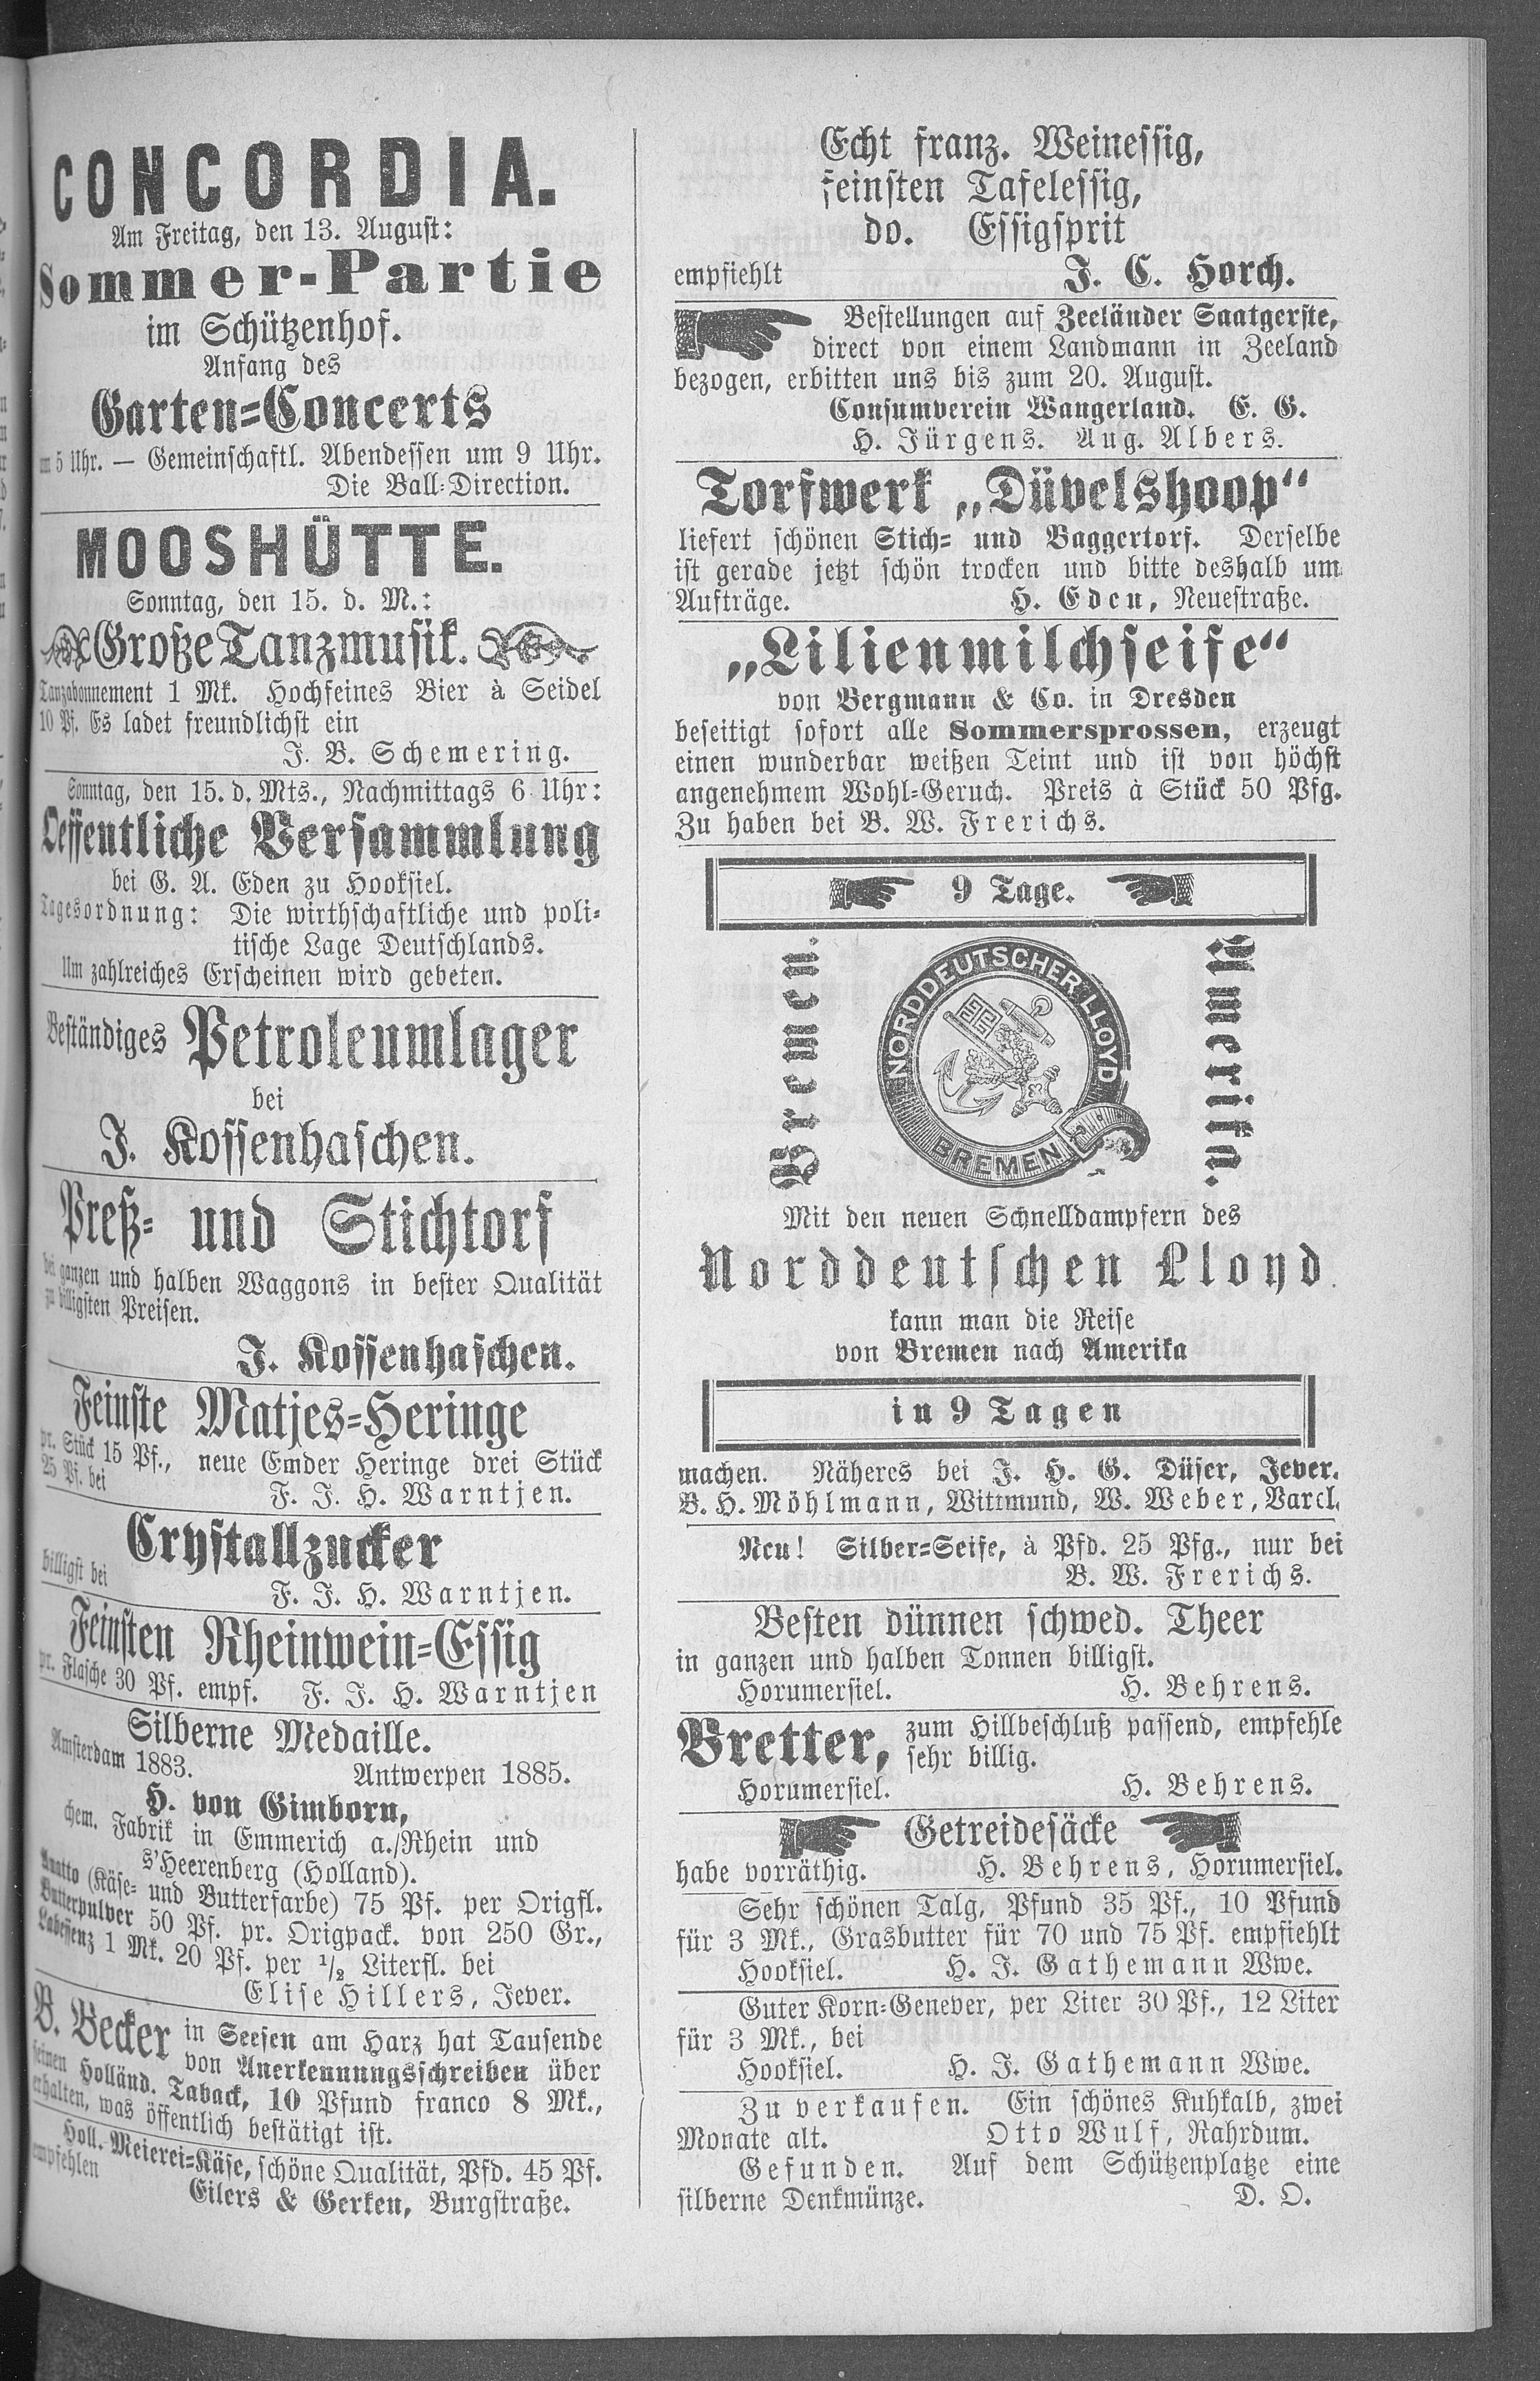 CONCORDIA.
Am Freitag, den 13. August:
Sommer-Partie
im Schützenhof.
Anfang des
Garten=Concerts
um 5 Uhr. — Gemeinschaftl. Abendessen um 9 Uhr.
Die Ball=Direction.
MOOSHÜTTE.
Sonntag, den 15. d. M.:
Große Tanzmusik.
Tanzabonnement 1 Mk. Hochfeines Bier à Seidel
10 Pf. Es ladet freundlichst ein
J. B. Schemering.
Sonntag, den 15. d. Mts., Nachmittags 6 Uhr:
Oeffentliche Versammlung
bei G. A. Eden zu Hooksiel.
Tagesordnung: Die wirthschaftliche und poli=
tische Lage Deutschlands.
Um zahlreiches Erscheinen wird gebeten.
Beständiges Petroleumlager
bei
J. Kossenhaschen.
Preß= und Stichtorf
bei ganzen und halben Waggons in bester Qualität
zu billigsten Preisen.
J. Kossenhaschen.
Feinste Matjes=Heringe
pr. Stück 15 Pf., neue Emder Heringe drei Stück
25 Pf. bei
F. J. H. Warntjen.
Crystallzucker
billigst bei
F. J. H. Warntjen.
Feinsten Rheinwein=Essig
pr. Flasche 30 Pf. empf. F. J. H. Warntjen
Silberne Medaille.
Amsterdam 1883. Antwerpen 1885.
H. von Gimborn,
chem. Fabrik in Emmerich a./Rhein und
s'Heerenberg (Holland).
Anatto (Käse= und Butterfarbe) 75 Pf. per Origfl.
Butterpulver 50 Pf. pr. Origpack. von 250 Gr.,
Labessenz 1 Mk. 20 Pf. per 1/2 Literfl. bei
Elise Hillers, Jever.
B. Becker in Seesen am Harz hat Tausende
von Anerkennungsschreiben über
seinen Holländ. Taback, 10 Pfund franco 8 Mk.,
erhalten, was öffentlich bestätigt ist.
Holl. Meierei=Käse, schöne Qualität, Pfd. 45 Pf.
empfehlen
Eilers & Gerken, Burgstraße.
Echt franz. Weinessig,
feinsten Tafelessig,
do. Essigsprit
empfiehlt J. C. Horch.
Bestellungen auf Zeeländer Saatgerste,
direct von einem Landmann in Zeeland
bezogen, erbitten uns bis zum 20. August.
Consumverein Wangerland. E. G.
H. Jürgens. Aug. Albers.
Torfwerk „Düvelshoop“
liefert schönen Stich= und Baggertorf. Derselbe
ist gerade jetzt schön trocken und bitte deshalb um
Aufträge. H. Eden, Neuestraße.
„Lilienmilchseife“
von Bergmann & Co. in Dresden
beseitigt sofort alle Sommersprossen, erzeugt
einen wunderbar weißen Teint und ist von höchst
angenehmem Wohl=Geruch. Preis à Stück 50 Pfg.
Zu haben bei B. W. Frerichs.
9 Tage.
Bremen.
NORDDEUTSCHER LLOYD
BREMEN
Amerika.
Mit den neuen Schnelldampfern des
Norddeutschen Lloyd
kann man die Reise
von Bremen nach Amerika
in 9 Tagen
machen. Näheres bei J. H. G. Düser, Jever.
B. H. Möhlmann, Wittmund, W. Weber, Varel.
Neu! Silber=Seife, à Pfd. 25 Pfg., nur bei
B. W. Frerichs.
Besten dünnen schwed. Theer
in ganzen und halben Tonnen billigst.
Horumersiel. H. Behrens.
Bretter, zum Hillbeschluß passend, empfehle
sehr billig.
Horumersiel. H. Behrens.
Getreidesäcke
habe vorräthig. H. Behrens, Horumersiel.
Sehr schönen Talg, Pfund 35 Pf., 10 Pfund
für 3 Mk., Grasbutter für 70 und 75 Pf. empfiehlt
Hooksiel. H. J. Gathemann Wwe.
Guter Korn=Genever, per Liter 30 Pf., 12 Liter
für 3 Mk., bei
Hooksiel. H. J. Gathemann Wwe.
Zu verkaufen. Ein schönes Kuhkalb, zwei
Monate alt. Otto Wulf, Rahrdum.
Gefunden. Auf dem Schützenplatze eine
silberne Denkmünze. D. O.